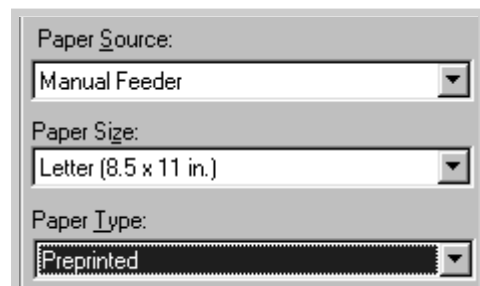 Paper Source:
Manual Feeder
Paper Size:
Letter (8.5 x 11 in.)
Paper Type:
Preprinted